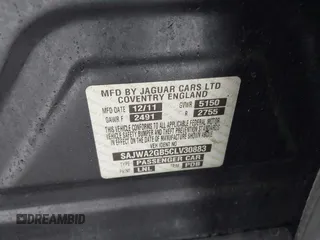 MFD BY JAGUAR CARS LTD
COVENTRY ENGLAND
MFD DATE 12/11 GVWR 5150
GAWR F 2491 R 2755
THIS VEHICLE CONFORMS TO ALL APPLICABLE
FEDERAL MOTOR VEHICLE
SAFETY BUMPER AND THEFT PREVENTION STANDARDS
IN EFFECT ON THE DATE OF MANUFACTURE SHOWN ABOVE
VEH IDENT NO
SAJWA2GB5CLV30883
TYPE PASSENGER CAR
PAINT LHL TRIM PDB
DREAMBID